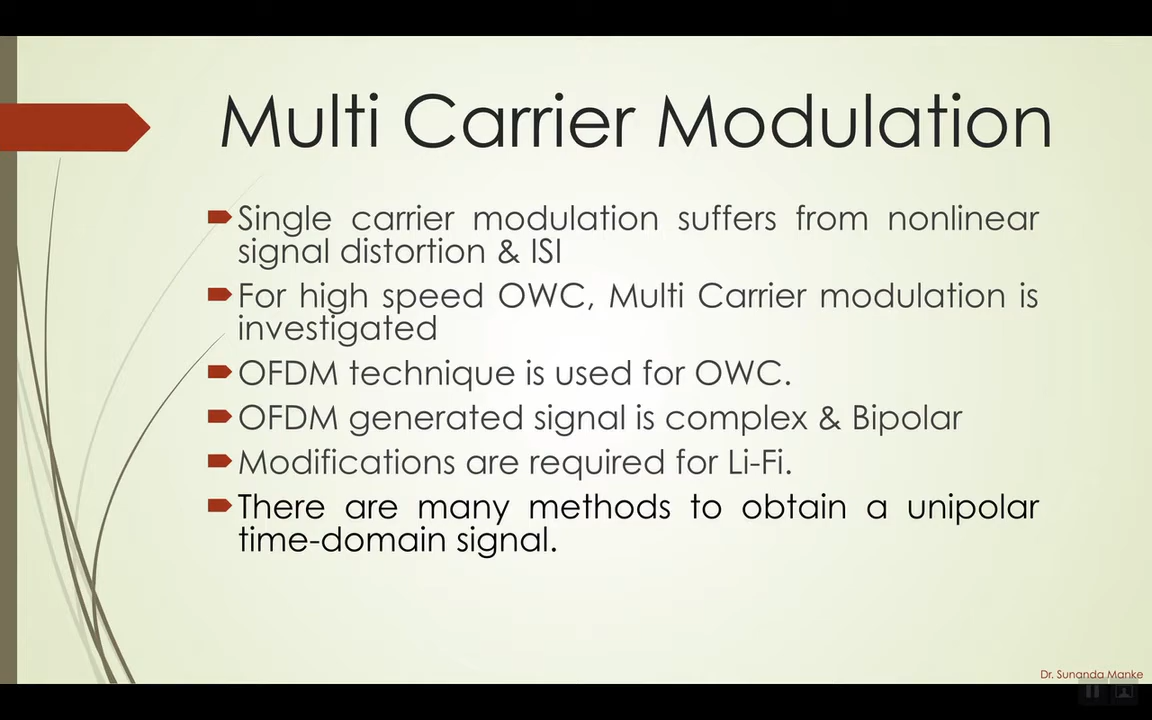 Multi Carrier Modulation
Single carrier modulation suffers from nonlinear
signal distortion & ISI
For high speed OWC, Multi Carrier modulation is
investigated
OFDM technique is used for OWC.
OFDM generated signal is complex & Bipolar
Modifications are required for Li-Fi.
There are many methods to obtain a unipolar
time-domain signal.
Dr. Sunanda Manke